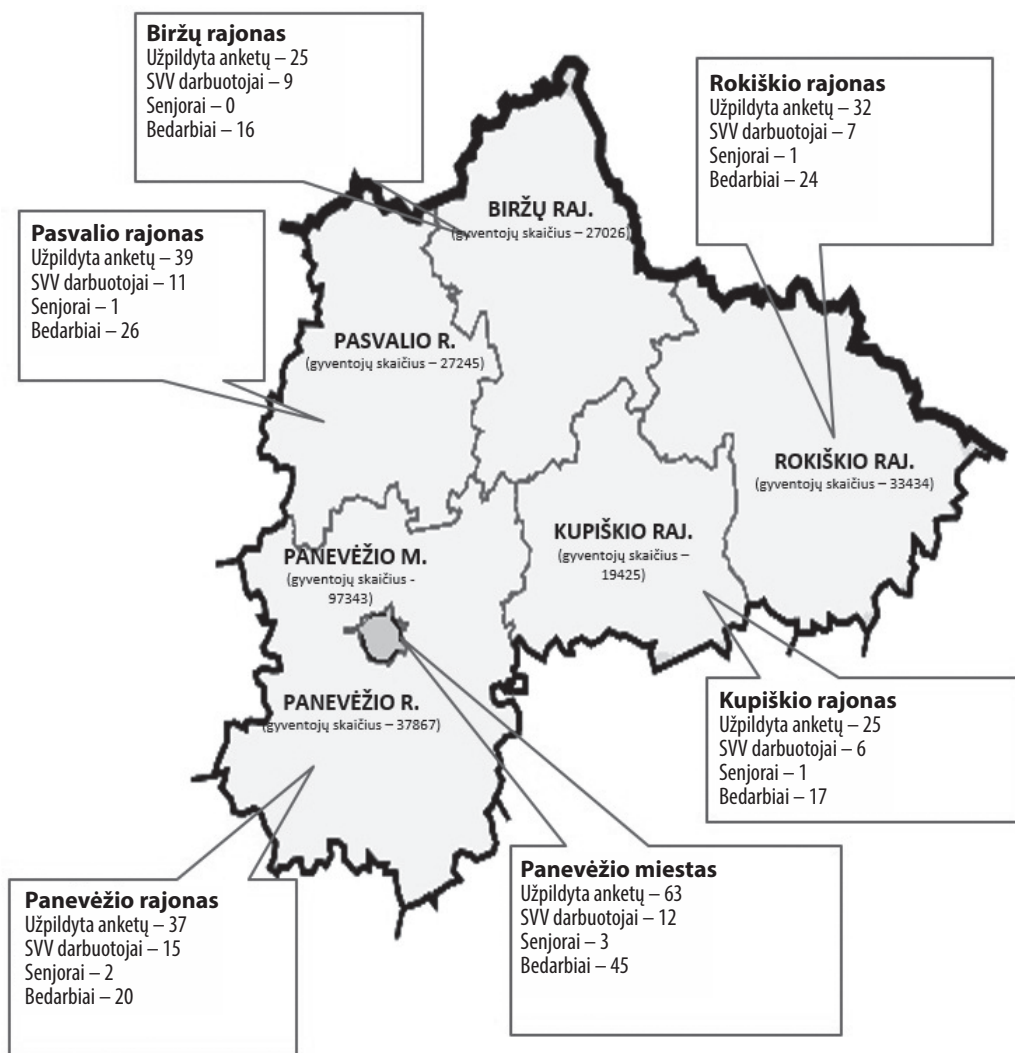 Biržų rajonas
Užpildyta anketų – 25
SVV darbuotojai – 9
Senjorai – 0
Bedarbiai – 16
Rokiškio rajonas
Užpildyta anketų – 32
SVV darbuotojai – 7
Senjorai – 1
Bedarbiai – 24
Pasvalio rajonas
Užpildyta anketų – 39
SVV darbuotojai – 11
Senjorai – 1
Bedarbiai – 26
BIRŽŲ RAJ.
(gyventojų skaičius – 27026)
PASVALIO R.
(gyventojų skaičius – 27245)
ROKIŠKIO RAJ.
(gyventojų skaičius – 33434)
KUPIŠKIO RAJ.
(gyventojų skaičius –
19425)
PANEVĖŽIO M.
(gyventojų skaičius -
97343)
PANEVĖŽIO R.
(gyventojų skaičius – 37867)
Kupiškio rajonas
Užpildyta anketų – 25
SVV darbuotojai – 6
Senjorai – 1
Bedarbiai – 17
Panevėžio miestas
Užpildyta anketų – 63
SVV darbuotojai – 12
Senjorai – 3
Bedarbiai – 45
Panevėžio rajonas
Užpildyta anketų – 37
SVV darbuotojai – 15
Senjorai – 2
Bedarbiai – 20